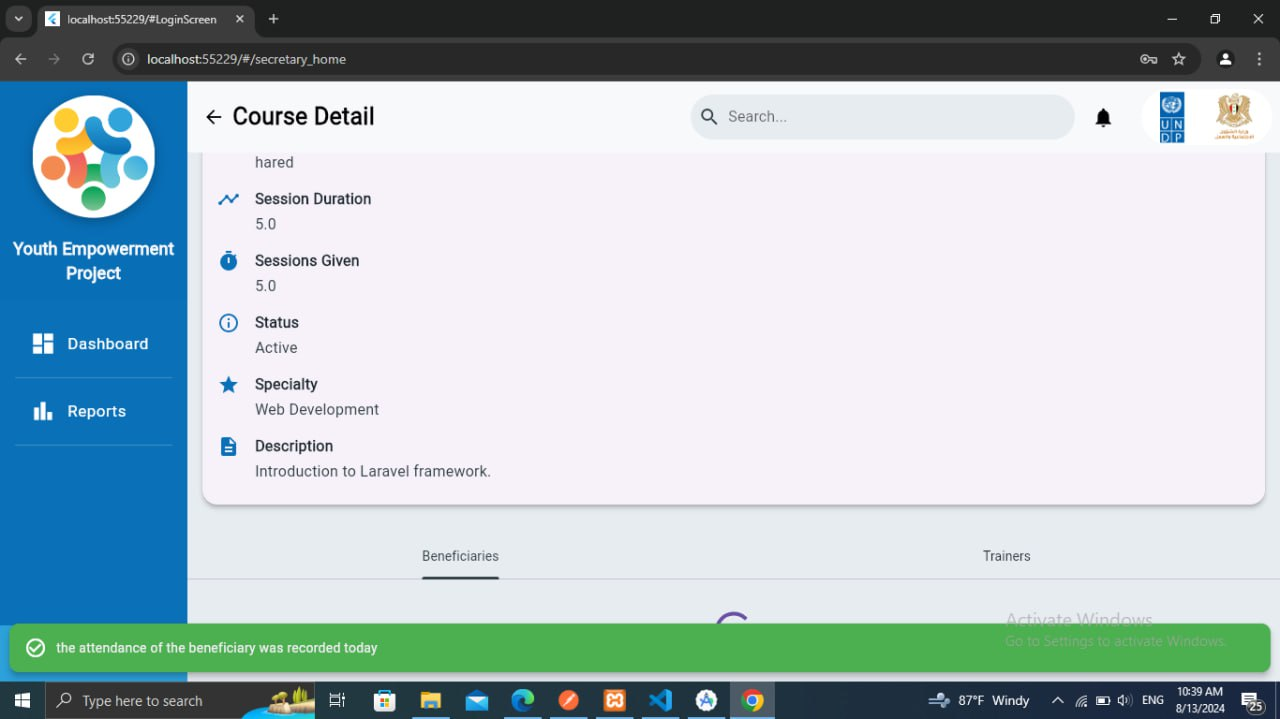 localhost:55229/#LoginScreen
localhost:55229/#/secretary_home
Youth Empowerment
Project
Dashboard
Reports
Course Detail
Search...
U N
D P
hared
Session Duration
5.0
Sessions Given
5.0
Status
Active
Specialty
Web Development
Description
Introduction to Laravel framework.
Beneficiaries
Trainers
Activate Windows
Go to Settings to activate Windows.
the attendance of the beneficiary was recorded today
Type here to search
87°F Windy
ENG
10:39 AM
8/13/2024
25